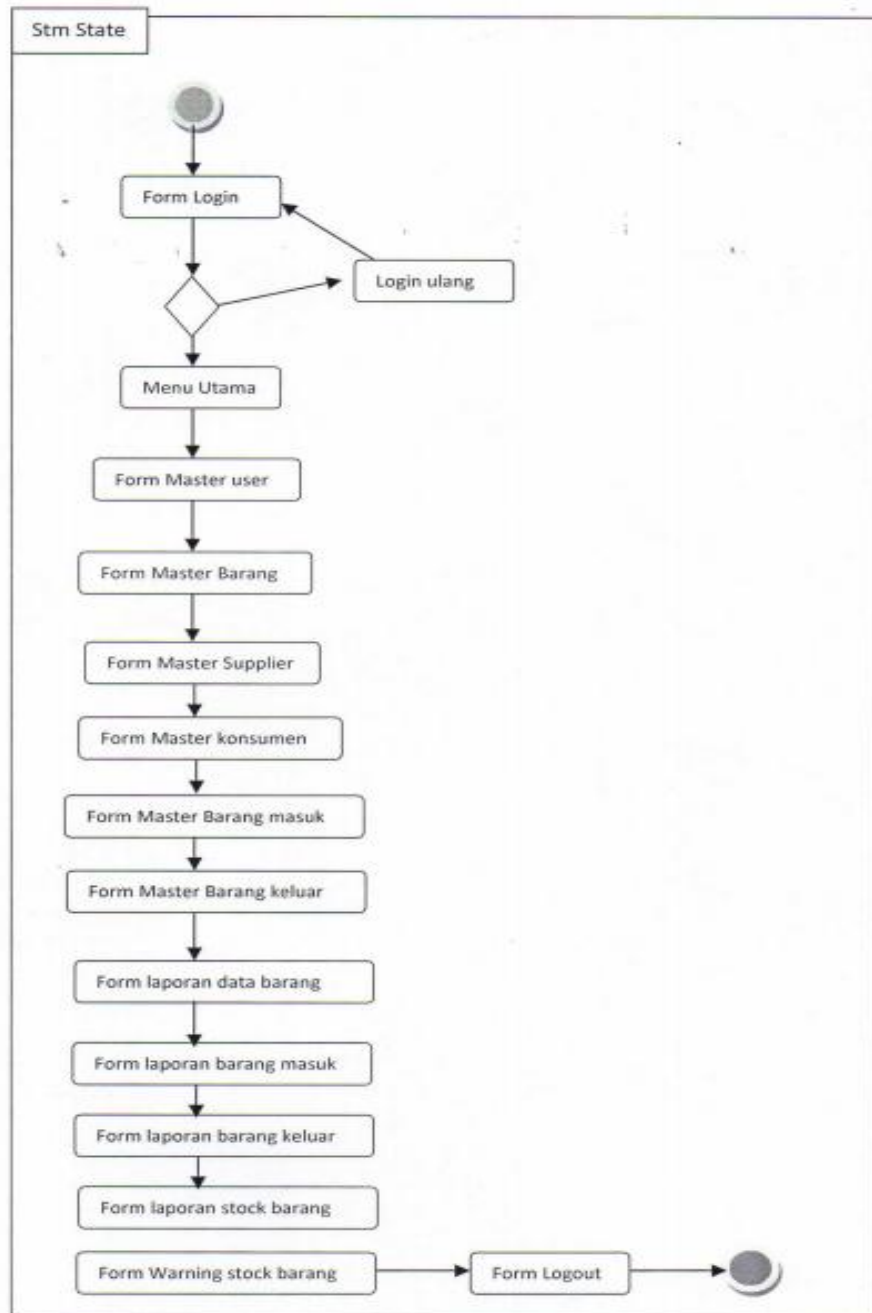 Stm State
Form Login
Login ulang
Menu Utama
Form Master user
Form Master Barang
Form Master Supplier
Form Master konsumen
Form Master Barang masuk
Form Master Barang keluar
Form laporan data barang
Form laporan barang masuk
Form laporan barang keluar
Form laporan stock barang
Form Warning stock barang
Form Logout